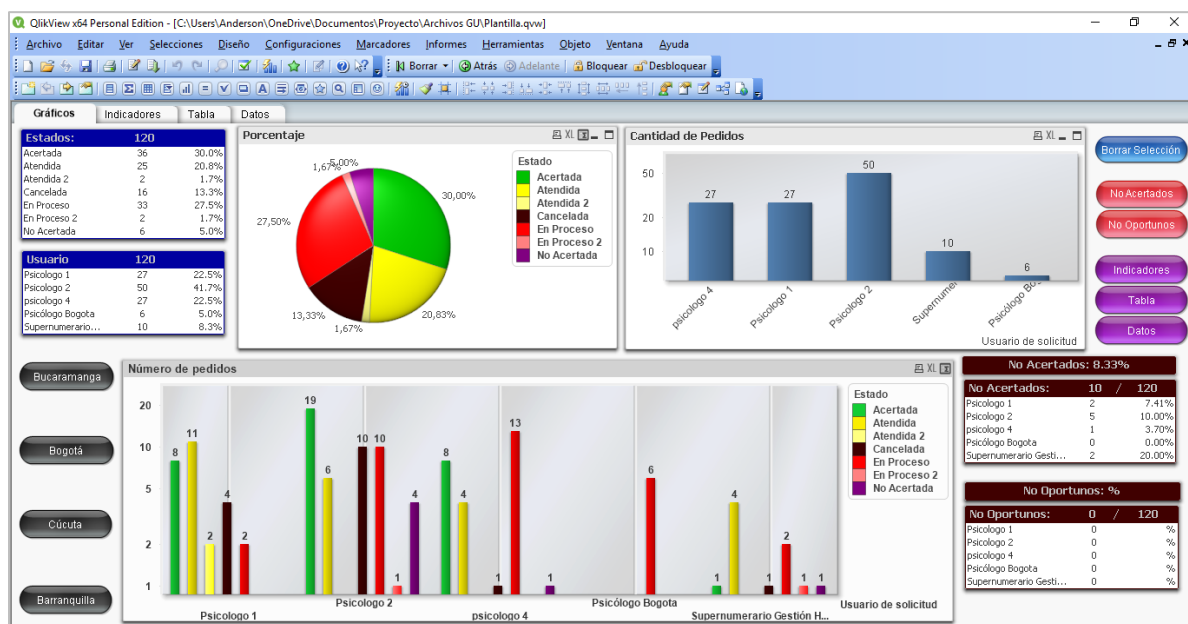 QlikView x64 Personal Edition - [C:\Users\Anderson\OneDrive\Documentos\Proyecto\Archivos GU\Plantilla.qvw]
Archivo Editar Ver Selecciones Diseño Configuraciones Marcadores Informes Herramientas Objeto Ventana Ayuda
Borrar Atrás Adelante Bloquear Desbloquear
Gráficos Indicadores Tabla Datos
Estados: 120
Acertada 36 30.0%
Atendida 25 20.8%
Atendida 2 2 1.7%
Cancelada 16 13.3%
En Proceso 33 27.5%
En Proceso 2 2 1.7%
No Acertada 6 5.0%
Usuario 120
Psicologo 1 27 22.5%
Psicologo 2 50 41.7%
psicologo 4 27 22.5%
Psicólogo Bogota 6 5.0%
Supernumerario... 10 8.3%
Porcentaje XL
1,67% 5,00%
30,00%
27,50%
13,33%
1,67%
20,83%
Estado
Acertada
Atendida
Atendida 2
Cancelada
En Proceso
En Proceso 2
No Acertada
Cantidad de Pedidos XL
50
20
10
27 27 50 10 6
psicologo 4 Psicologo 1 Psicologo 2 Supernumer... Psicólogo Bo...
Usuario de solicitud
Borrar Selección
No Acertados
No Oportunos
Indicadores
Tabla
Datos
Bucaramanga
Bogotá
Cúcuta
Barranquilla
Número de pedidos XL
20
10
5
2
1
8 11 2 4 2
19 6 10 10 1 4
8 4 1 13 1
6
1 4 1 2 1 1
Psicologo 1 Psicologo 2 psicologo 4 Psicólogo Bogota Supernumerario Gestión H...
Usuario de solicitud
Estado
Acertada
Atendida
Atendida 2
Cancelada
En Proceso
En Proceso 2
No Acertada
No Acertados: 8.33%
No Acertados: 10 / 120
Psicologo 1 2 7.41%
Psicologo 2 5 10.00%
psicologo 4 1 3.70%
Psicólogo Bogota 0 0.00%
Supernumerario Gesti... 2 20.00%
No Oportunos: %
No Oportunos: 0 / 120
Psicologo 1 0 %
Psicologo 2 0 %
psicologo 4 0 %
Psicólogo Bogota 0 %
Supernumerario Gesti... 0 %